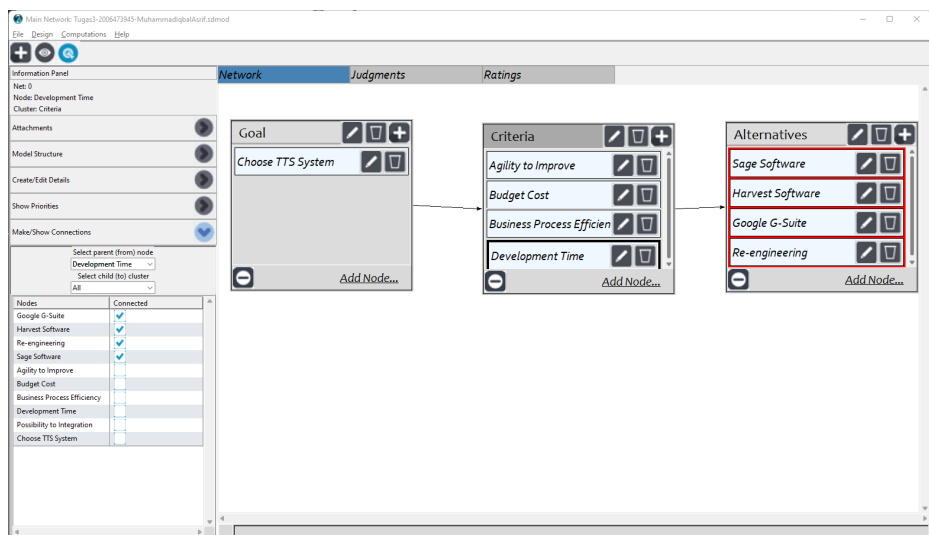 Main Network: Tugas3-2006473945-MuhammadIqbalAsrif.sdmod
File Design Computations Help
Information Panel
Net: 0
Node: Development Time
Cluster: Criteria
Attachments
Model Structure
Create/Edit Details
Show Priorities
Make/Show Connections
Select parent (from) node
Development Time
Select child (to) cluster
All
Nodes Connected
Google G-Suite
Harvest Software
Re-engineering
Sage Software
Agility to Improve
Budget Cost
Business Process Efficiency
Development Time
Possibility to Integration
Choose TTS System
Network Judgments Ratings
Goal
Choose TTS System
Add Node...
Criteria
Agility to Improve
Budget Cost
Business Process Efficien
Development Time
Add Node...
Alternatives
Sage Software
Harvest Software
Google G-Suite
Re-engineering
Add Node...